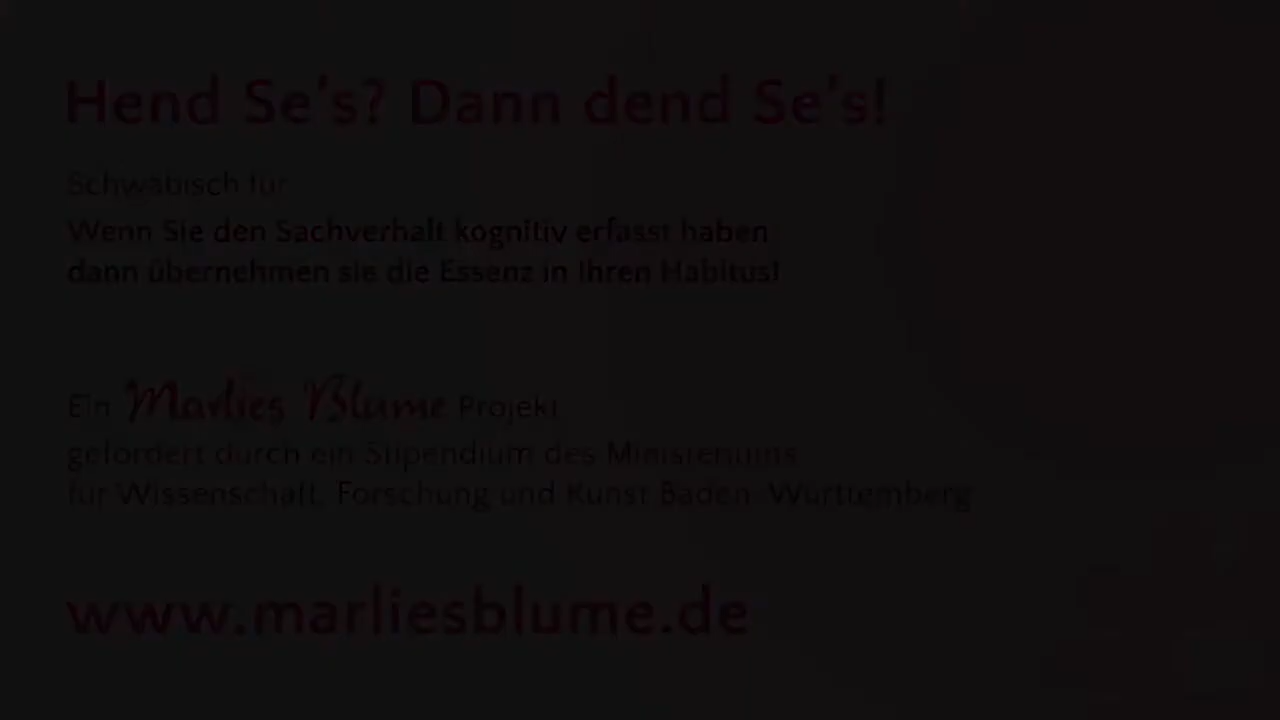 Hend Se's? Dann dend Se's!
Schwäbisch für
Wenn Sie den Sachverhalt kognitiv erfasst haben
dann übernehmen sie die Essenz in Ihren Habitus!
Ein Marlies Blume Projekt
gefördert durch ein Stipendium des Ministeriums
für Wissenschaft, Forschung und Kunst Baden-Württemberg
www.marliesblume.de